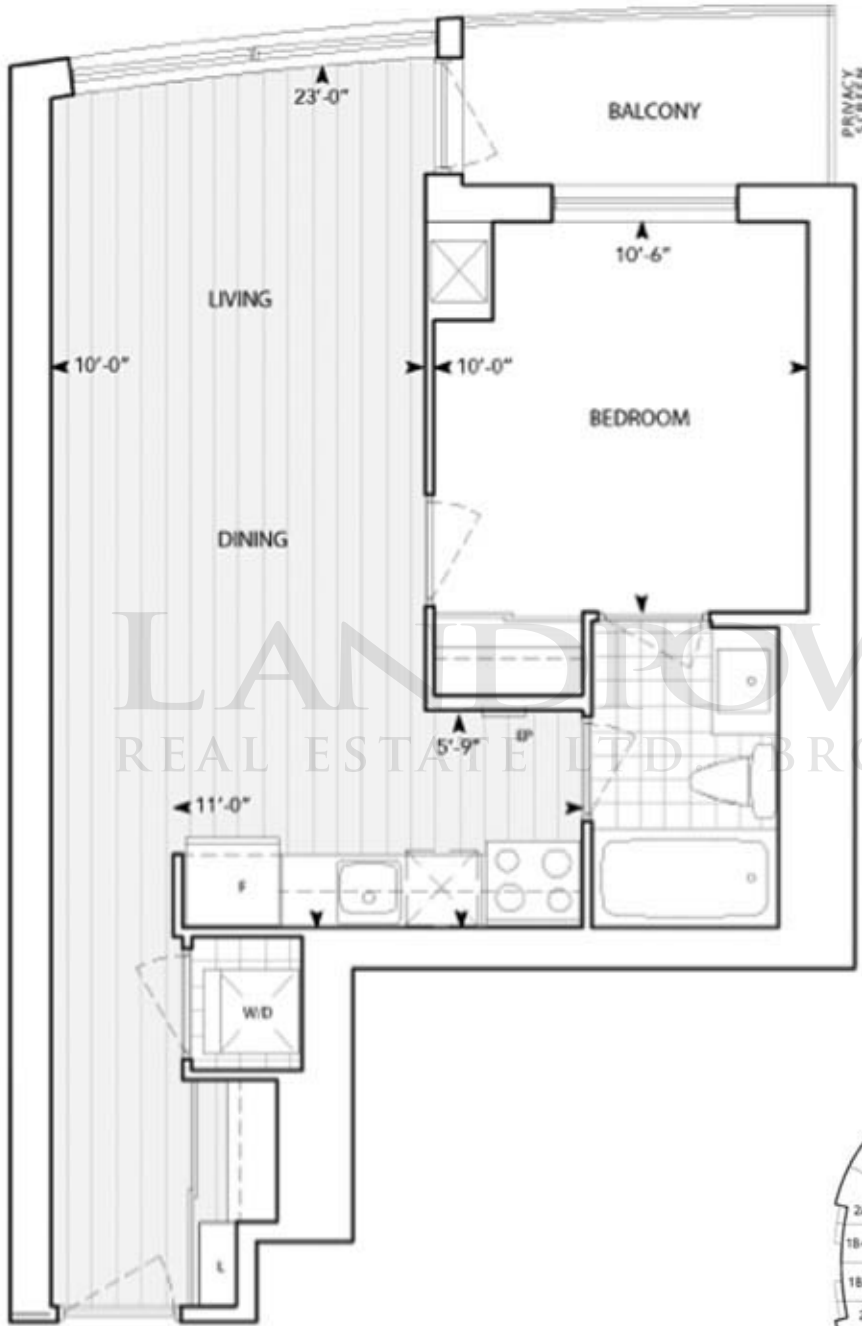 23'-0"
BALCONY
PRIVACY
SCREEN
10'-6"
LIVING
10'-0"
10'-0"
BEDROOM
DINING
LANDPOW
REAL ESTATE LTD BRO
5'-9"
EP
11'-0"
F
W/D
L